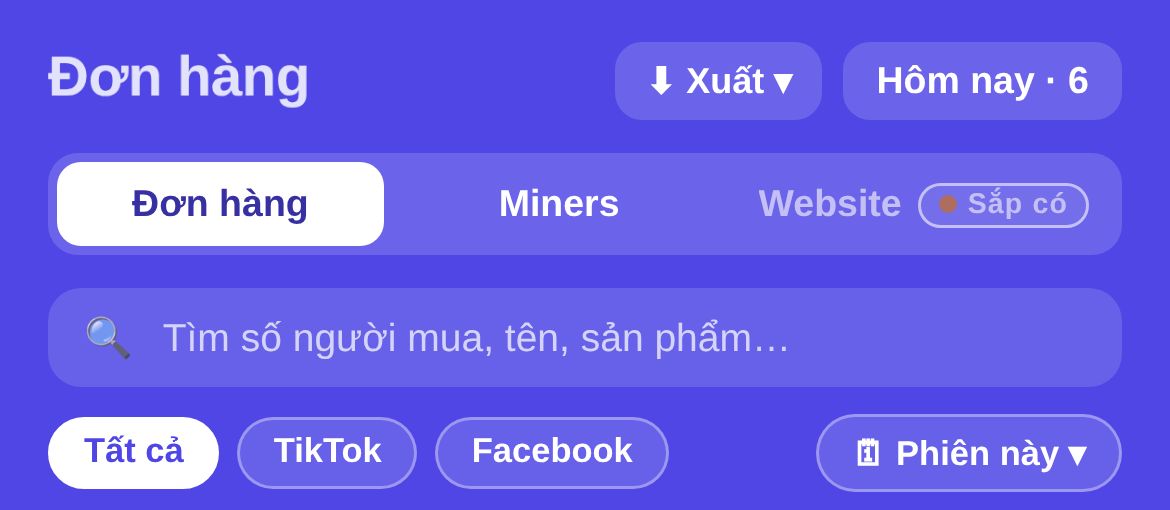 Đơn hàng
⬇ Xuất ▾
Hôm nay · 6
Đơn hàng
Miners
Website
Sắp có
Tìm số người mua, tên, sản phẩm…
Tất cả
TikTok
Facebook
Phiên này ▾